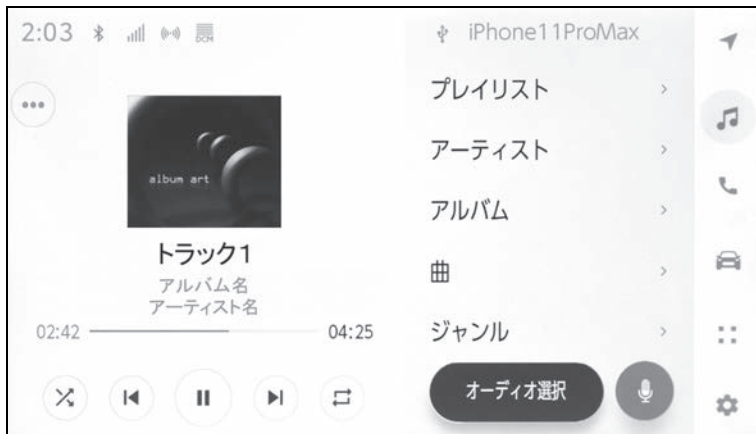 2:03
DCM
album art
トラック1
アルバム名
アーティスト名
02:42
04:25
iPhone11ProMax
プレイリスト
アーティスト
アルバム
曲
ジャンル
オーディオ選択